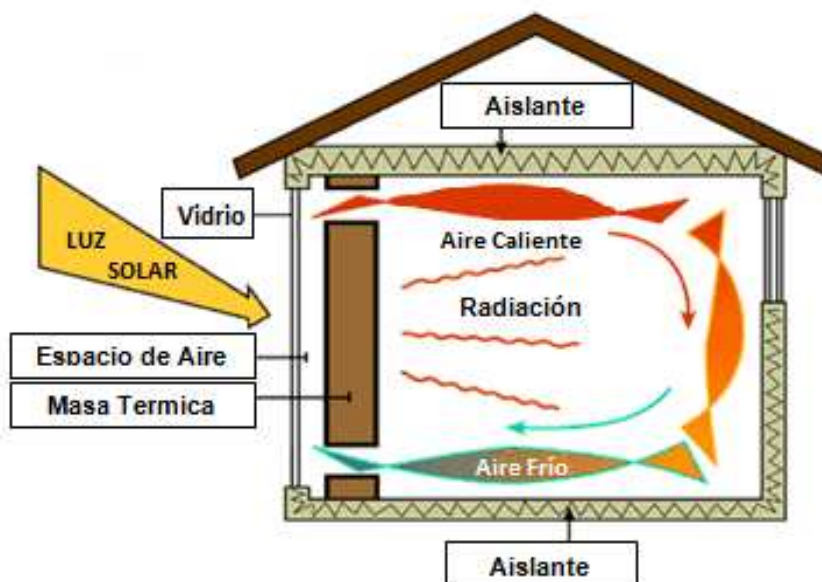 Aislante
Vidrio
LUZ
SOLAR
Aire Caliente
Radiación
Espacio de Aire
Masa Termica
Aire Frío
Aislante